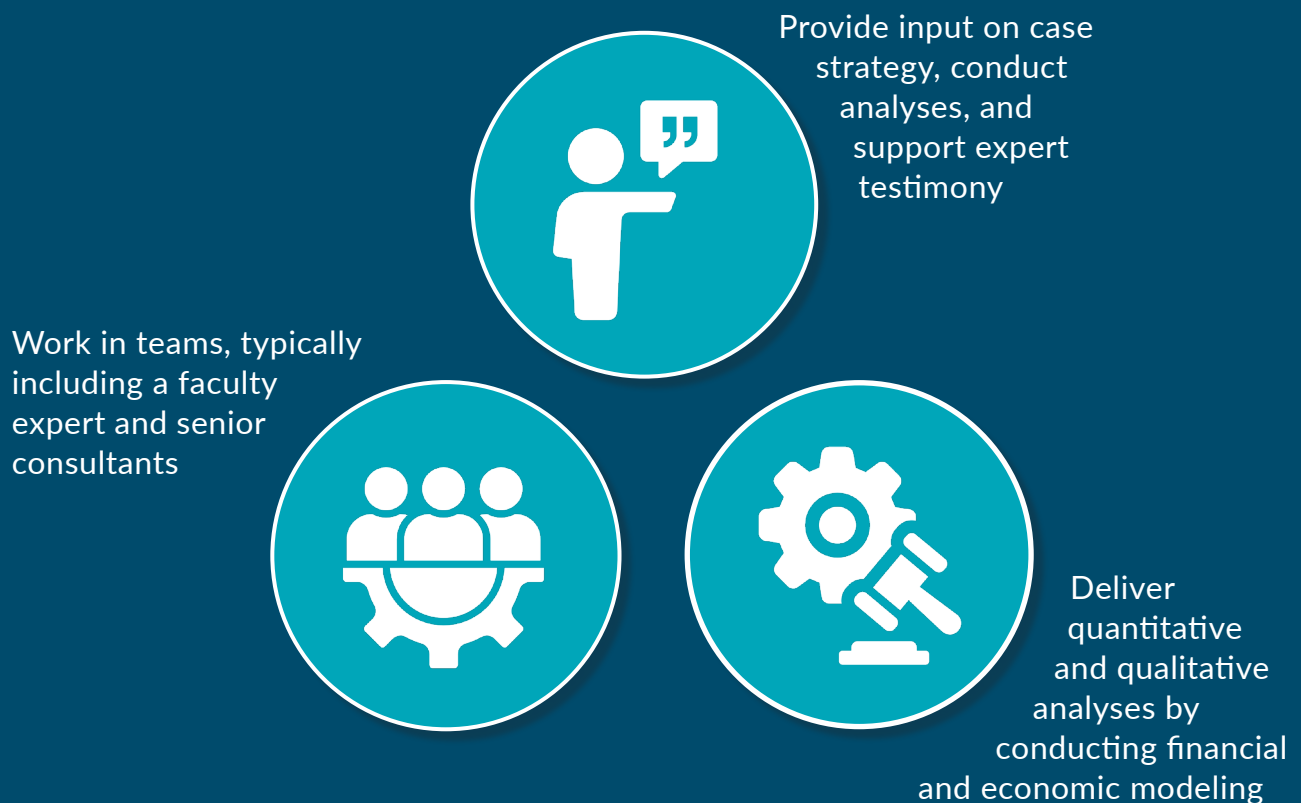 Provide input on case
strategy, conduct
analyses, and
support expert
testimony
Work in teams, typically
including a faculty
expert and senior
consultants
Deliver
quantitative
and qualitative
analyses by
conducting financial
and economic modeling